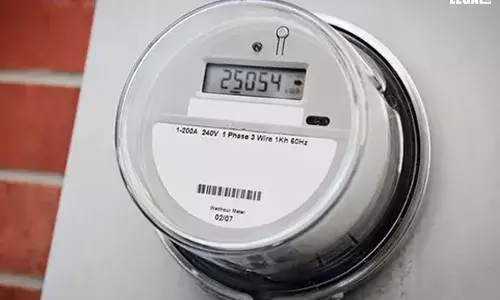 25054
1-200A 240V 1 Phase 3 Wire 1Kh 60Hz
Watthour Meter
02/07